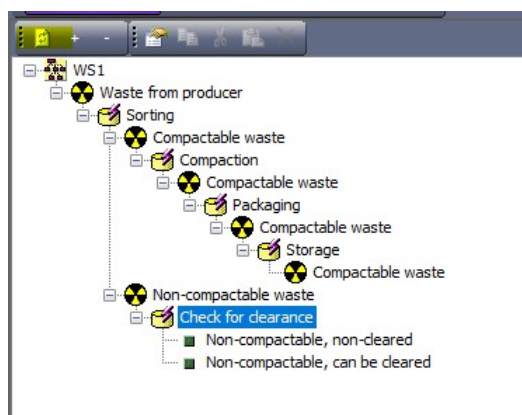 WS1
Waste from producer
Sorting
Compactable waste
Compaction
Compactable waste
Packaging
Compactable waste
Storage
Compactable waste
Non-compactable waste
Check for clearance
Non-compactable, non-cleared
Non-compactable, can be cleared